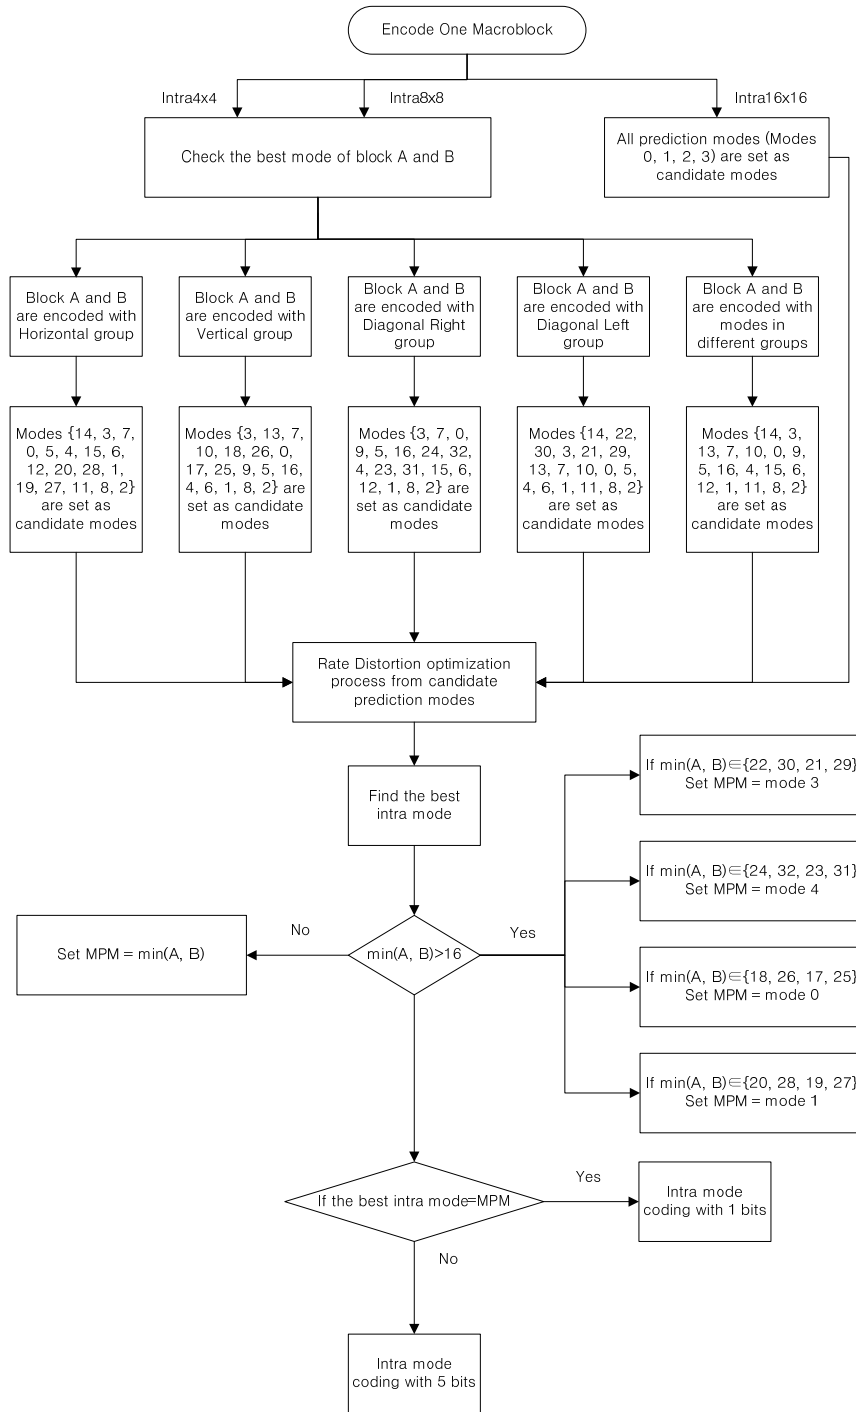 Encode One Macroblock
Intra4x4
Intra8x8
Intra16x16
Check the best mode of block A and B
All prediction modes (Modes
0, 1, 2, 3) are set as
candidate modes
Block A and B
are encoded with
Horizontal group
Block A and B
are encoded with
Vertical group
Block A and B
are encoded with
Diagonal Right
group
Block A and B
are encoded with
Diagonal Left
group
Block A and B
are encoded with
modes in
different groups
Modes {14, 3, 7,
0, 5, 4, 15, 6,
12, 20, 28, 1,
19, 27, 11, 8, 2}
are set as
candidate modes
Modes {3, 13, 7,
10, 18, 26, 0,
17, 25, 9, 5, 16,
4, 6, 1, 8, 2} are
set as candidate
modes
Modes {3, 7, 0,
9, 5, 16, 24, 32,
4, 23, 31, 15, 6,
12, 1, 8, 2} are
set as candidate
modes
Modes {14, 22,
30, 3, 21, 29,
13, 7, 10, 0, 5,
4, 6, 1, 11, 8, 2}
are set as
candidate modes
Modes {14, 3,
13, 7, 10, 0, 9,
5, 16, 4, 15, 6,
12, 1, 11, 8, 2}
are set as
candidate modes
Rate Distortion optimization
process from candidate
prediction modes
Find the best
intra mode
If min(A, B)∈{22, 30, 21, 29}
Set MPM = mode 3
If min(A, B)∈{24, 32, 23, 31}
Set MPM = mode 4
No
Yes
Set MPM = min(A, B)
min(A, B)>16
If min(A, B)∈{18, 26, 17, 25}
Set MPM = mode 0
If min(A, B)∈{20, 28, 19, 27}
Set MPM = mode 1
If the best intra mode=MPM
Yes
Intra mode
coding with 1 bits
No
Intra mode
coding with 5 bits